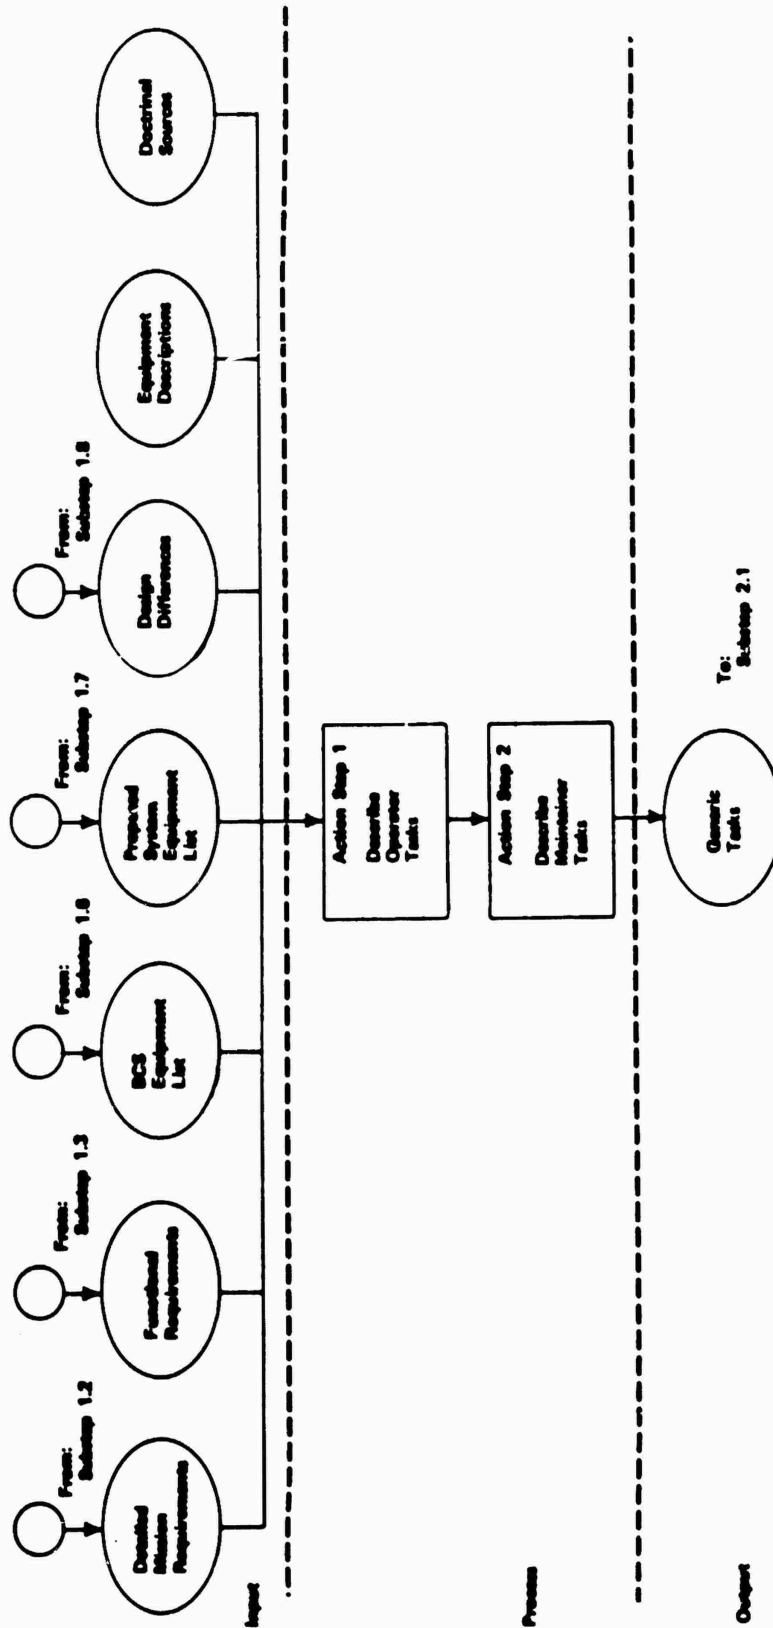 From:
Substep 1.2
Detailed
Mission
Requirements
From:
Substep 1.3
Functional
Requirements
From:
Substep
BCS
Equipment
List
From:
Substep 1.7
Proposed
System
Equipment
List
From:
Substep 1.8
Design
Differences
Equipment
Descriptions
Doctrinal
Sources
Input
Action Step 1
Describe
Operator
Tasks
Process
Action Step 2
Describe
Maintainer
Tasks
Output
Generic
Tasks
To:
Substep 2.1